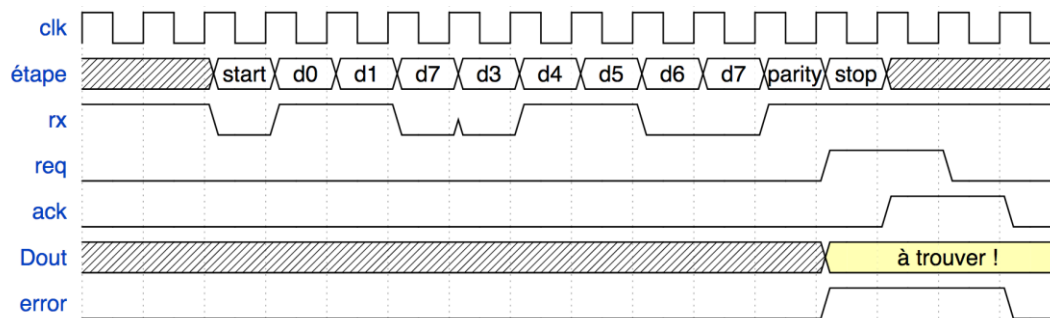 clk
étape start d0 d1 d7 d3 d4 d5 d6 d7 parity stop
rx
req
ack
Dout à trouver !
error